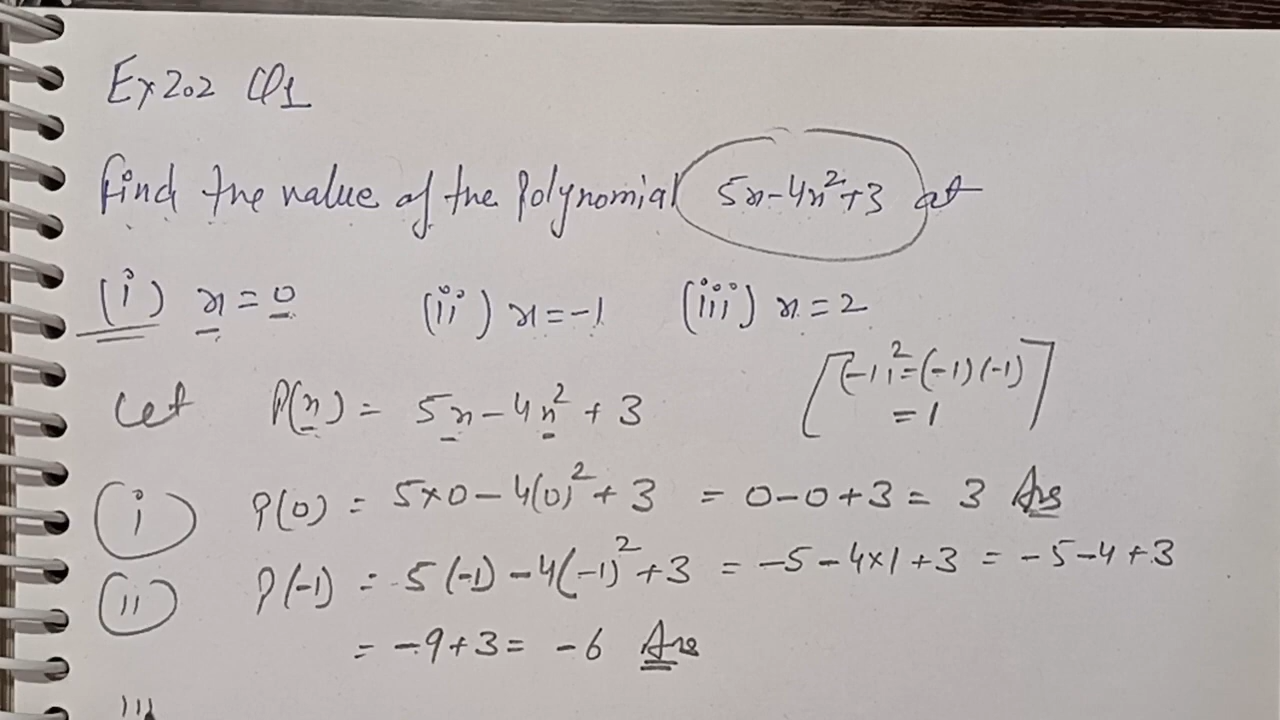 Ex 2.2 Q1
Find the value of the Polynomial 5x-4x²+3 at
(i) x=0 (ii) x=-1 (iii) x=2
Let P(x) = 5x-4x²+3 [(-1)²=(-1)(-1)
=1]
(i) P(0) = 5×0-4(0)²+3 = 0-0+3 = 3 Ans
(ii) P(-1) = 5(-1)-4(-1)²+3 = -5-4×1+3 = -5-4+3
= -9+3 = -6 Ans
iii